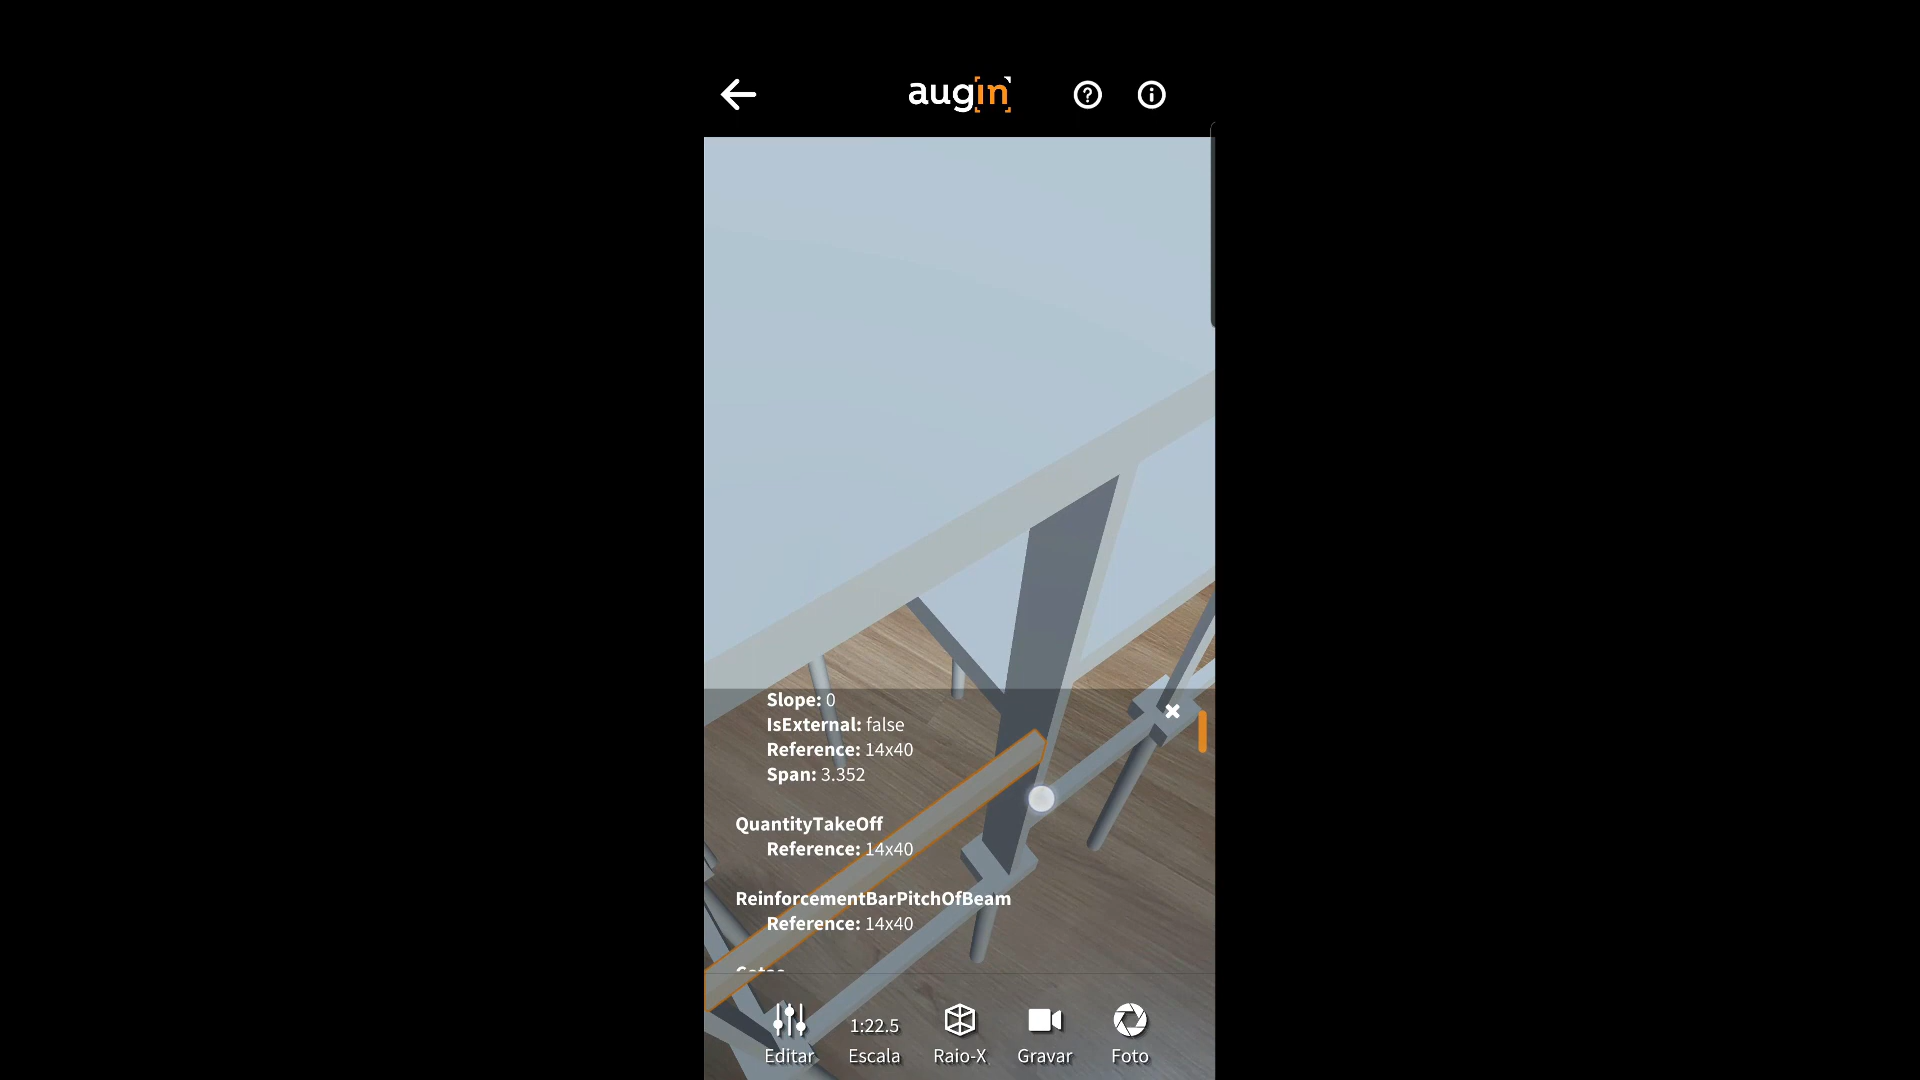 augin
Slope: 0
IsExternal: false
Reference: 14x40
Span: 3.352
QuantityTakeOff
Reference: 14x40
ReinforcementBarPitchOfBeam
Reference: 14x40
1:22.5
Editar
Escala
Raio-X
Gravar
Foto